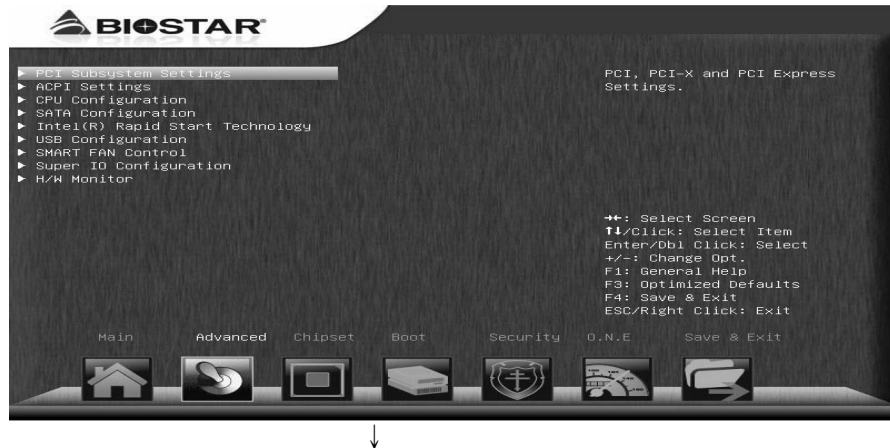 BIOSTAR®
► PCI Subsystem Settings
► ACPI Settings
► CPU Configuration
► SATA Configuration
► Intel(R) Rapid Start Technology
► USB Configuration
► SMART FAN Control
► Super IO Configuration
► H/W Monitor
PCI, PCI-X and PCI Express
Settings.
→←: Select Screen
↑↓/Click: Select Item
Enter/Dbl Click: Select
+/-: Change Opt.
F1: General Help
F3: Optimized Defaults
F4: Save & Exit
ESC/Right Click: Exit
Main Advanced Chipset Boot Security O.N.E Save & Exit